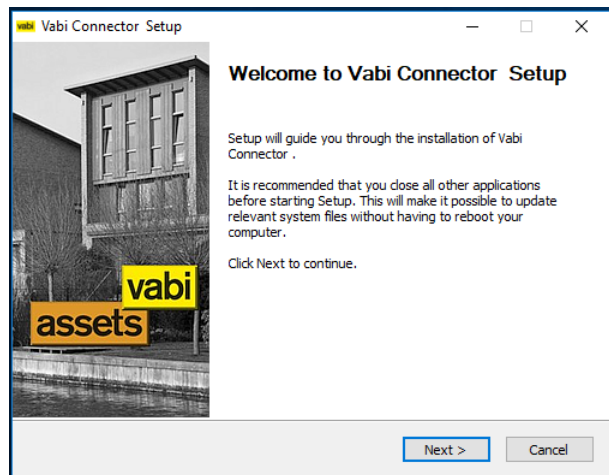 vabi Vabi Connector Setup
Welcome to Vabi Connector Setup
Setup will guide you through the installation of Vabi
Connector .
It is recommended that you close all other applications
before starting Setup. This will make it possible to update
relevant system files without having to reboot your
computer.
Click Next to continue.
vabi
assets
Next >
Cancel